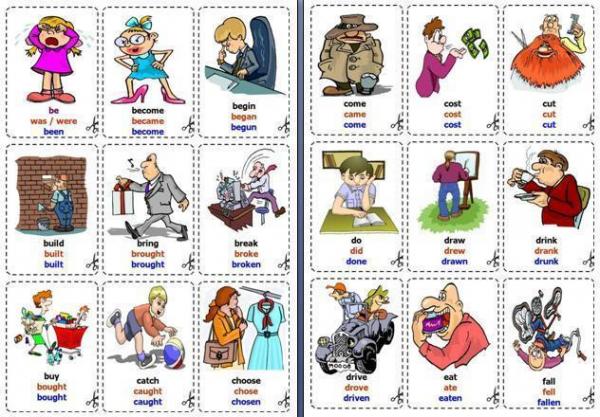 be
was / were
been
become
became
become
begin
began
begun
build
built
built
bring
brought
brought
break
broke
broken
buy
bought
bought
catch
caught
caught
choose
chose
chosen
come
came
come
cost
cost
cost
cut
cut
cut
do
did
done
draw
drew
drawn
drink
drank
drunk
drive
drove
driven
eat
ate
eaten
fall
fell
fallen